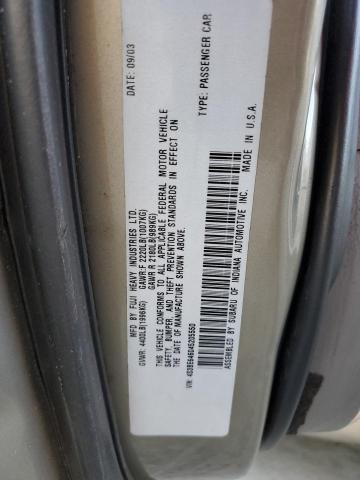 MFD. BY FUJI HEAVY INDUSTRIES LTD. DATE: 09/03
GVWR: 4400LB(1996KG) GAWR:F 2220LB(1007KG)
GAWR:R 2180LB(989KG)
THIS VEHICLE CONFORMS TO ALL APPLICABLE FEDERAL MOTOR VEHICLE
SAFETY, BUMPER, AND THEFT PREVENTION STANDARDS IN EFFECT ON
THE DATE OF MANUFACTURE SHOWN ABOVE.
VIN: 4S3BE646E45205550 TYPE: PASSENGER CAR
ASSEMBLED BY SUBARU OF INDIANA AUTOMOTIVE INC. MADE IN U.S.A.